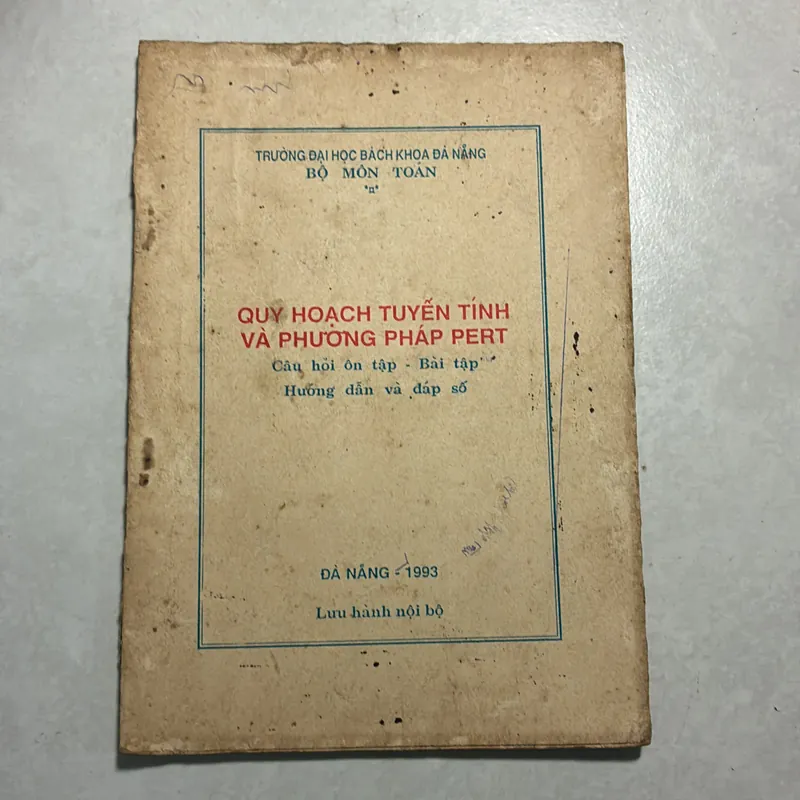 TRƯỜNG ĐẠI HỌC BÁCH KHOA ĐÀ NẴNG
BỘ MÔN TOÁN
QUY HOẠCH TUYẾN TÍNH
VÀ PHƯƠNG PHÁP PERT
Câu hỏi ôn tập - Bài tập
Hướng dẫn và đáp số
ĐÀ NẴNG - 1993
Lưu hành nội bộ